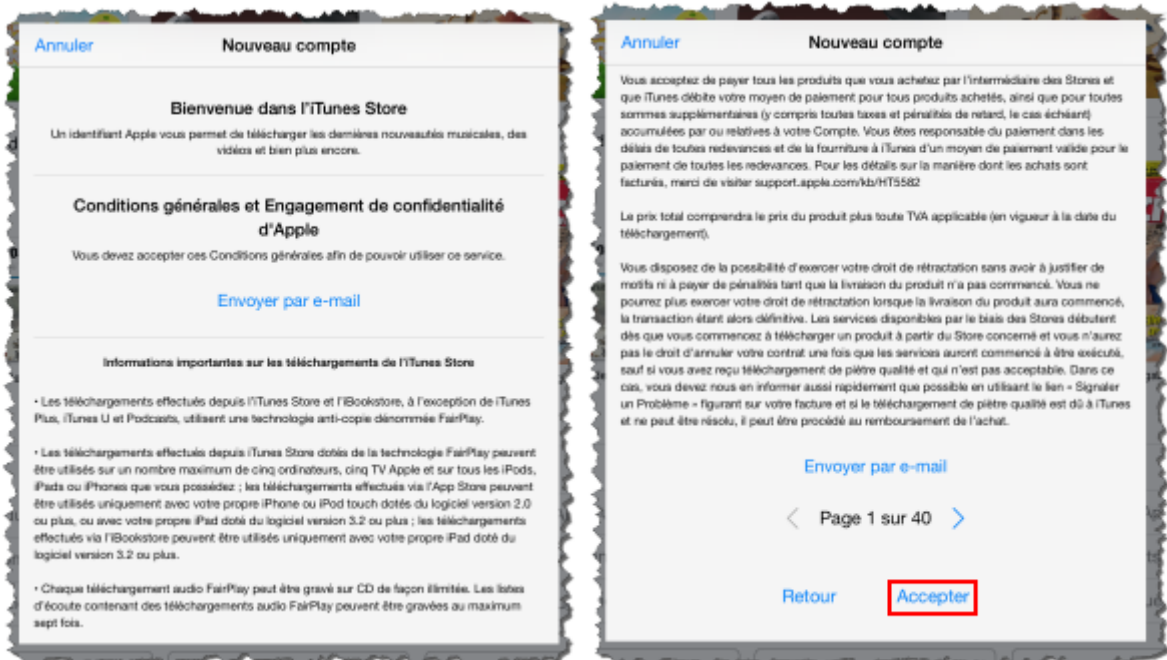 Annuler
Nouveau compte
Bienvenue dans l'iTunes Store
Un identifiant Apple vous permet de télécharger les dernières nouveautés musicales, des
vidéos et bien plus encore.
Conditions générales et Engagement de confidentialité
d'Apple
Vous devez accepter ces Conditions générales afin de pouvoir utiliser ce service.
Envoyer par e-mail
Informations importantes sur les téléchargements de l'iTunes Store
• Les téléchargements effectués depuis l'iTunes Store et l'iBookstore, à l'exception de iTunes
Plus, iTunes U et Podcasts, utilisent une technologie anti-copie dénommée FairPlay.
• Les téléchargements effectués depuis iTunes Store dotés de la technologie FairPlay peuvent
être utilisés sur un nombre maximum de cinq ordinateurs, cinq TV Apple et sur tous les iPods,
iPads ou iPhones que vous possédez ; les téléchargements effectués via l'App Store peuvent
être utilisés uniquement avec votre propre iPhone ou iPod touch dotés du logiciel version 2.0
ou plus, ou avec votre propre iPad doté du logiciel version 3.2 ou plus ; les téléchargements
effectués via l'iBookstore peuvent être utilisés uniquement avec votre propre iPad doté du
logiciel version 3.2 ou plus.
• Chaque téléchargement audio FairPlay peut être gravé sur CD de façon illimitée. Les listes
d'écoute contenant des téléchargements audio FairPlay peuvent être gravées au maximum
sept fois.
Annuler
Nouveau compte
Vous acceptez de payer tous les produits que vous achetez par l'intermédiaire des Stores et
que iTunes débite votre moyen de paiement pour tous produits achetés, ainsi que pour toutes
sommes supplémentaires (y compris toutes taxes et pénalités de retard, le cas échéant)
accumulées par ou relatives à votre Compte. Vous êtes responsable du paiement dans les
délais de toutes redevances et de la fourniture à iTunes d'un moyen de paiement valide pour le
paiement de toutes les redevances. Pour les détails sur la manière dont les achats sont
facturés, merci de visiter support.apple.com/kb/HT5582
Le prix total comprendra le prix du produit plus toute TVA applicable (en vigueur à la date du
téléchargement).
Vous disposez de la possibilité d'exercer votre droit de rétractation sans avoir à justifier de
motifs ni à payer de pénalités tant que la livraison du produit n'a pas commencé. Vous ne
pourrez plus exercer votre droit de rétractation lorsque la livraison du produit aura commencé,
la transaction étant alors définitive. Les services disponibles par le biais des Stores débutent
dès que vous commencez à télécharger un produit à partir du Store concerné et vous n'aurez
pas le droit d'annuler votre contrat une fois que les services auront commencé à être exécuté,
sauf si vous avez reçu téléchargement de piètre qualité et qui n'est pas acceptable. Dans ce
cas, vous devez nous en informer aussi rapidement que possible en utilisant le lien « Signaler
un Problème » figurant sur votre facture et si le téléchargement de piètre qualité est dû à iTunes
et ne peut être résolu, il peut être procédé au remboursement de l'achat.
Envoyer par e-mail
Page 1 sur 40
Retour
Accepter